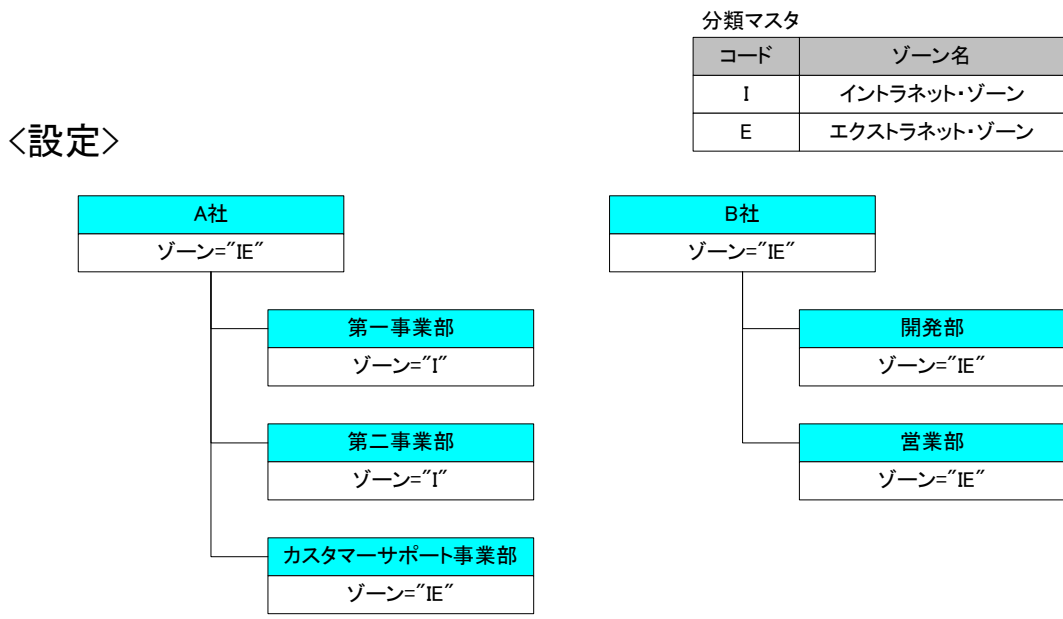 分類マスタ
コード ゾーン名
I イントラネット・ゾーン
E エクストラネット・ゾーン
<設定>
A社
ゾーン="IE"
第一事業部
ゾーン="I"
第二事業部
ゾーン="I"
カスタマーサポート事業部
ゾーン="IE"
B社
ゾーン="IE"
開発部
ゾーン="IE"
営業部
ゾーン="IE"